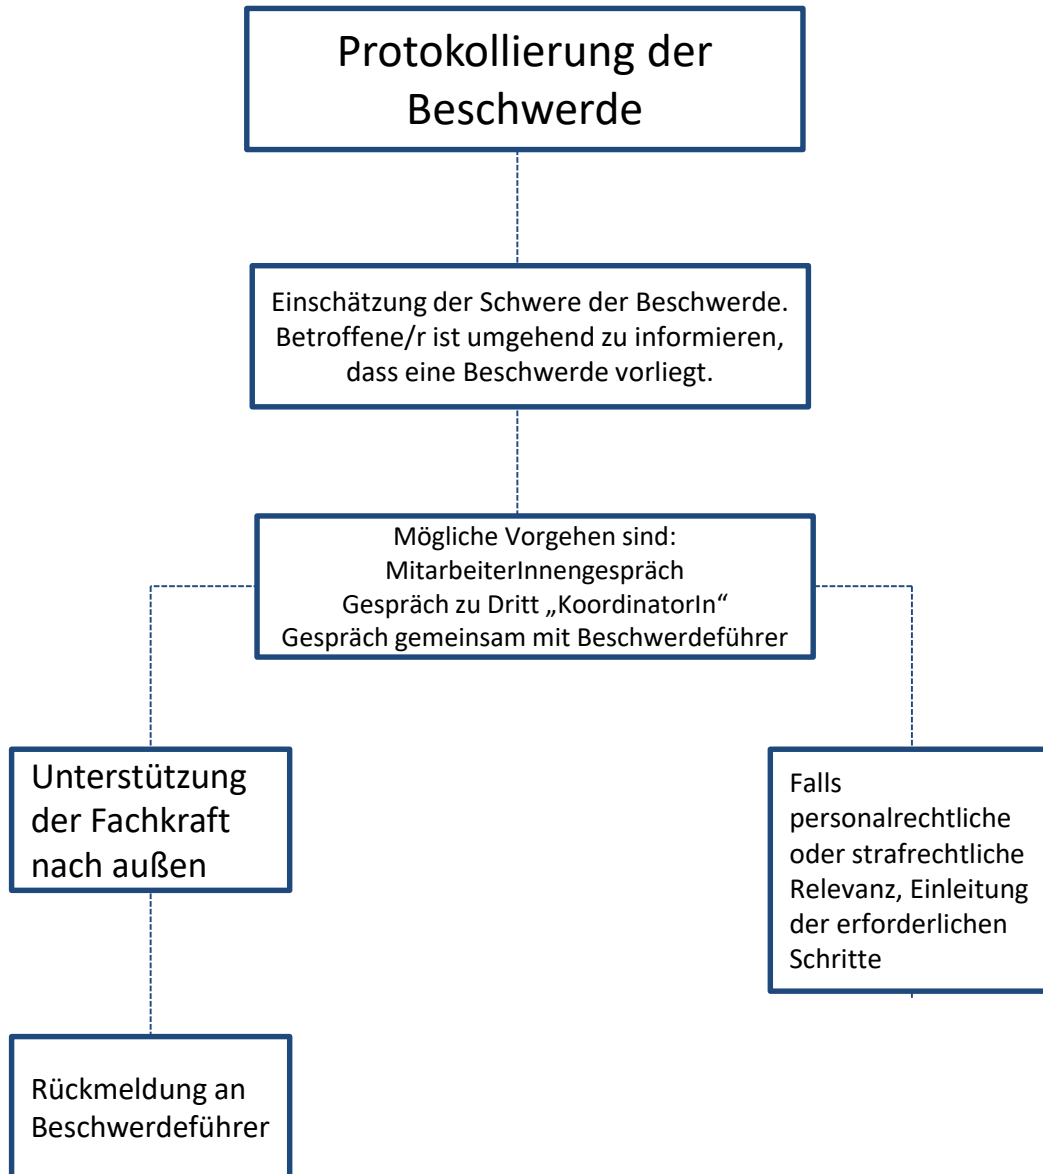 Protokollierung der
Beschwerde
Einschätzung der Schwere der Beschwerde.
Betroffene/r ist umgehend zu informieren,
dass eine Beschwerde vorliegt.
Mögliche Vorgehen sind:
MitarbeiterInnengespräch
Gespräch zu Dritt „KoordinatorIn“
Gespräch gemeinsam mit Beschwerdeführer
Unterstützung
der Fachkraft
nach außen
Falls
personalrechtliche
oder strafrechtliche
Relevanz, Einleitung
der erforderlichen
Schritte
Rückmeldung an
Beschwerdeführer